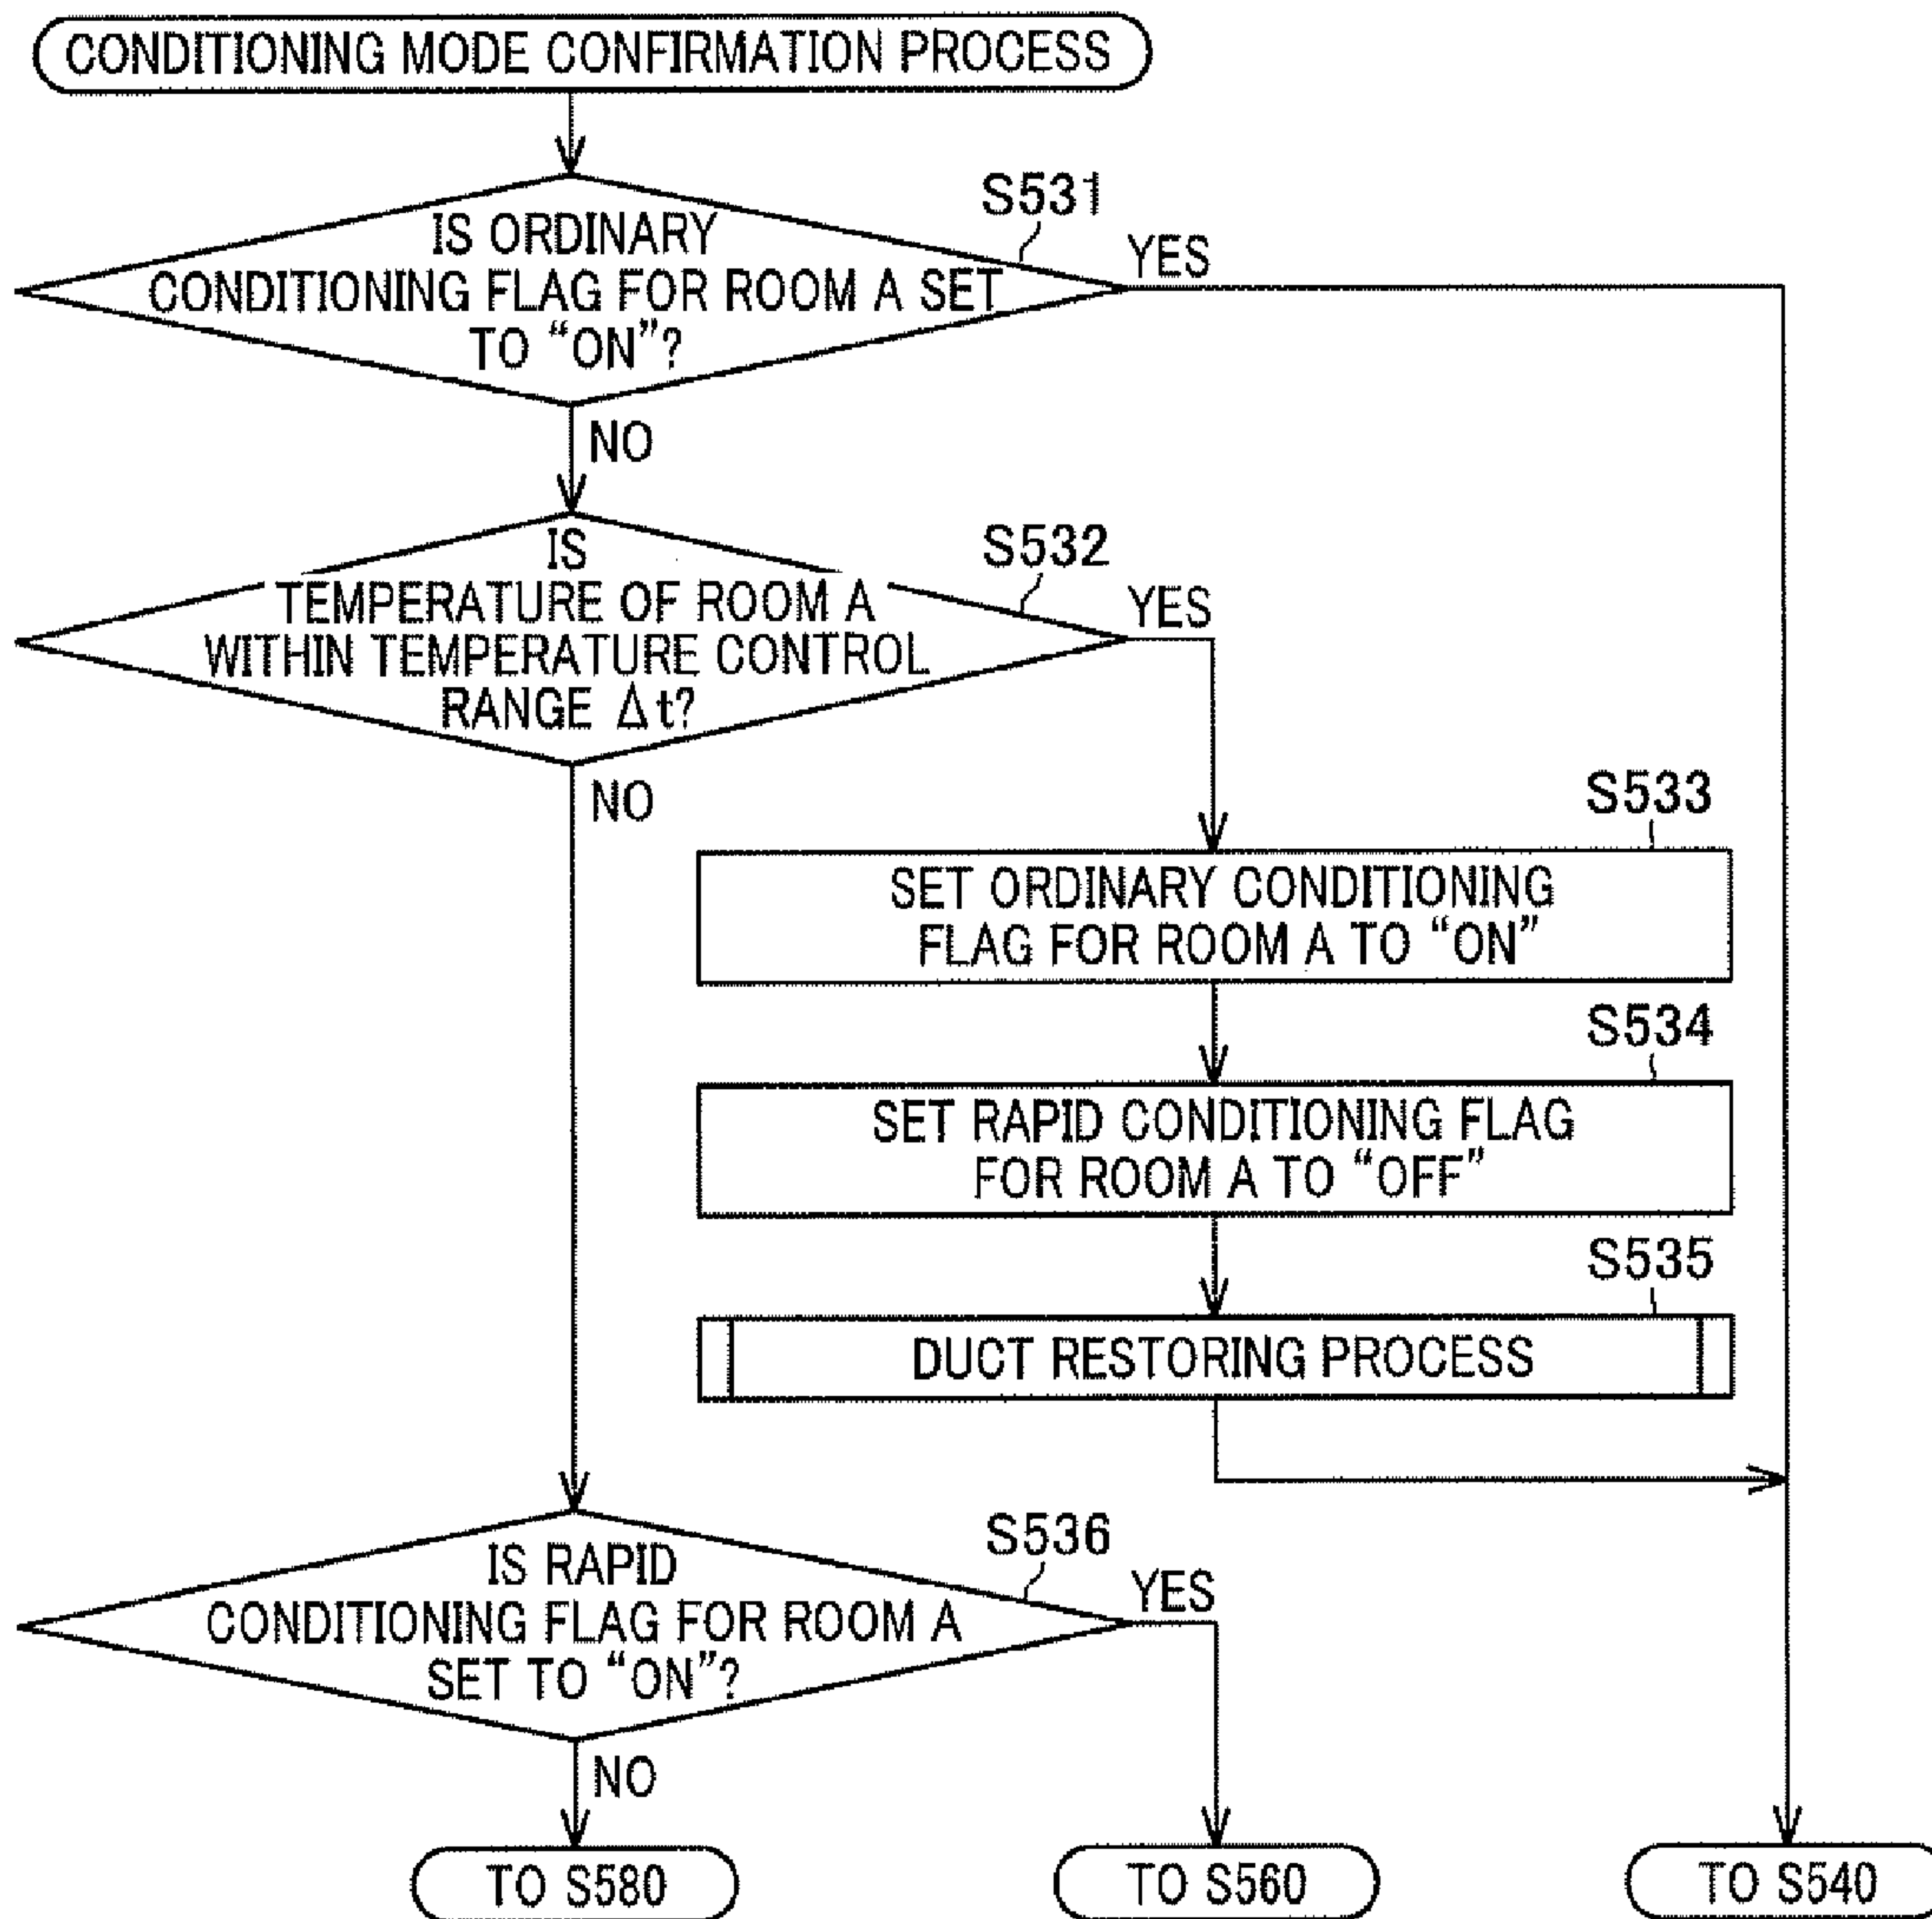 CONDITIONING MODE CONFIRMATION PROCESS
S531
IS ORDINARY
CONDITIONING FLAG FOR ROOM A SET
TO “ON”?
YES
NO
S532
IS
TEMPERATURE OF ROOM A
WITHIN TEMPERATURE CONTROL
RANGE Δt?
YES
NO
S533
SET ORDINARY CONDITIONING
FLAG FOR ROOM A TO “ON”
S534
SET RAPID CONDITIONING FLAG
FOR ROOM A TO “OFF”
S535
DUCT RESTORING PROCESS
S536
IS RAPID
CONDITIONING FLAG FOR ROOM A
SET TO “ON”?
YES
NO
TO S580
TO S560
TO S540